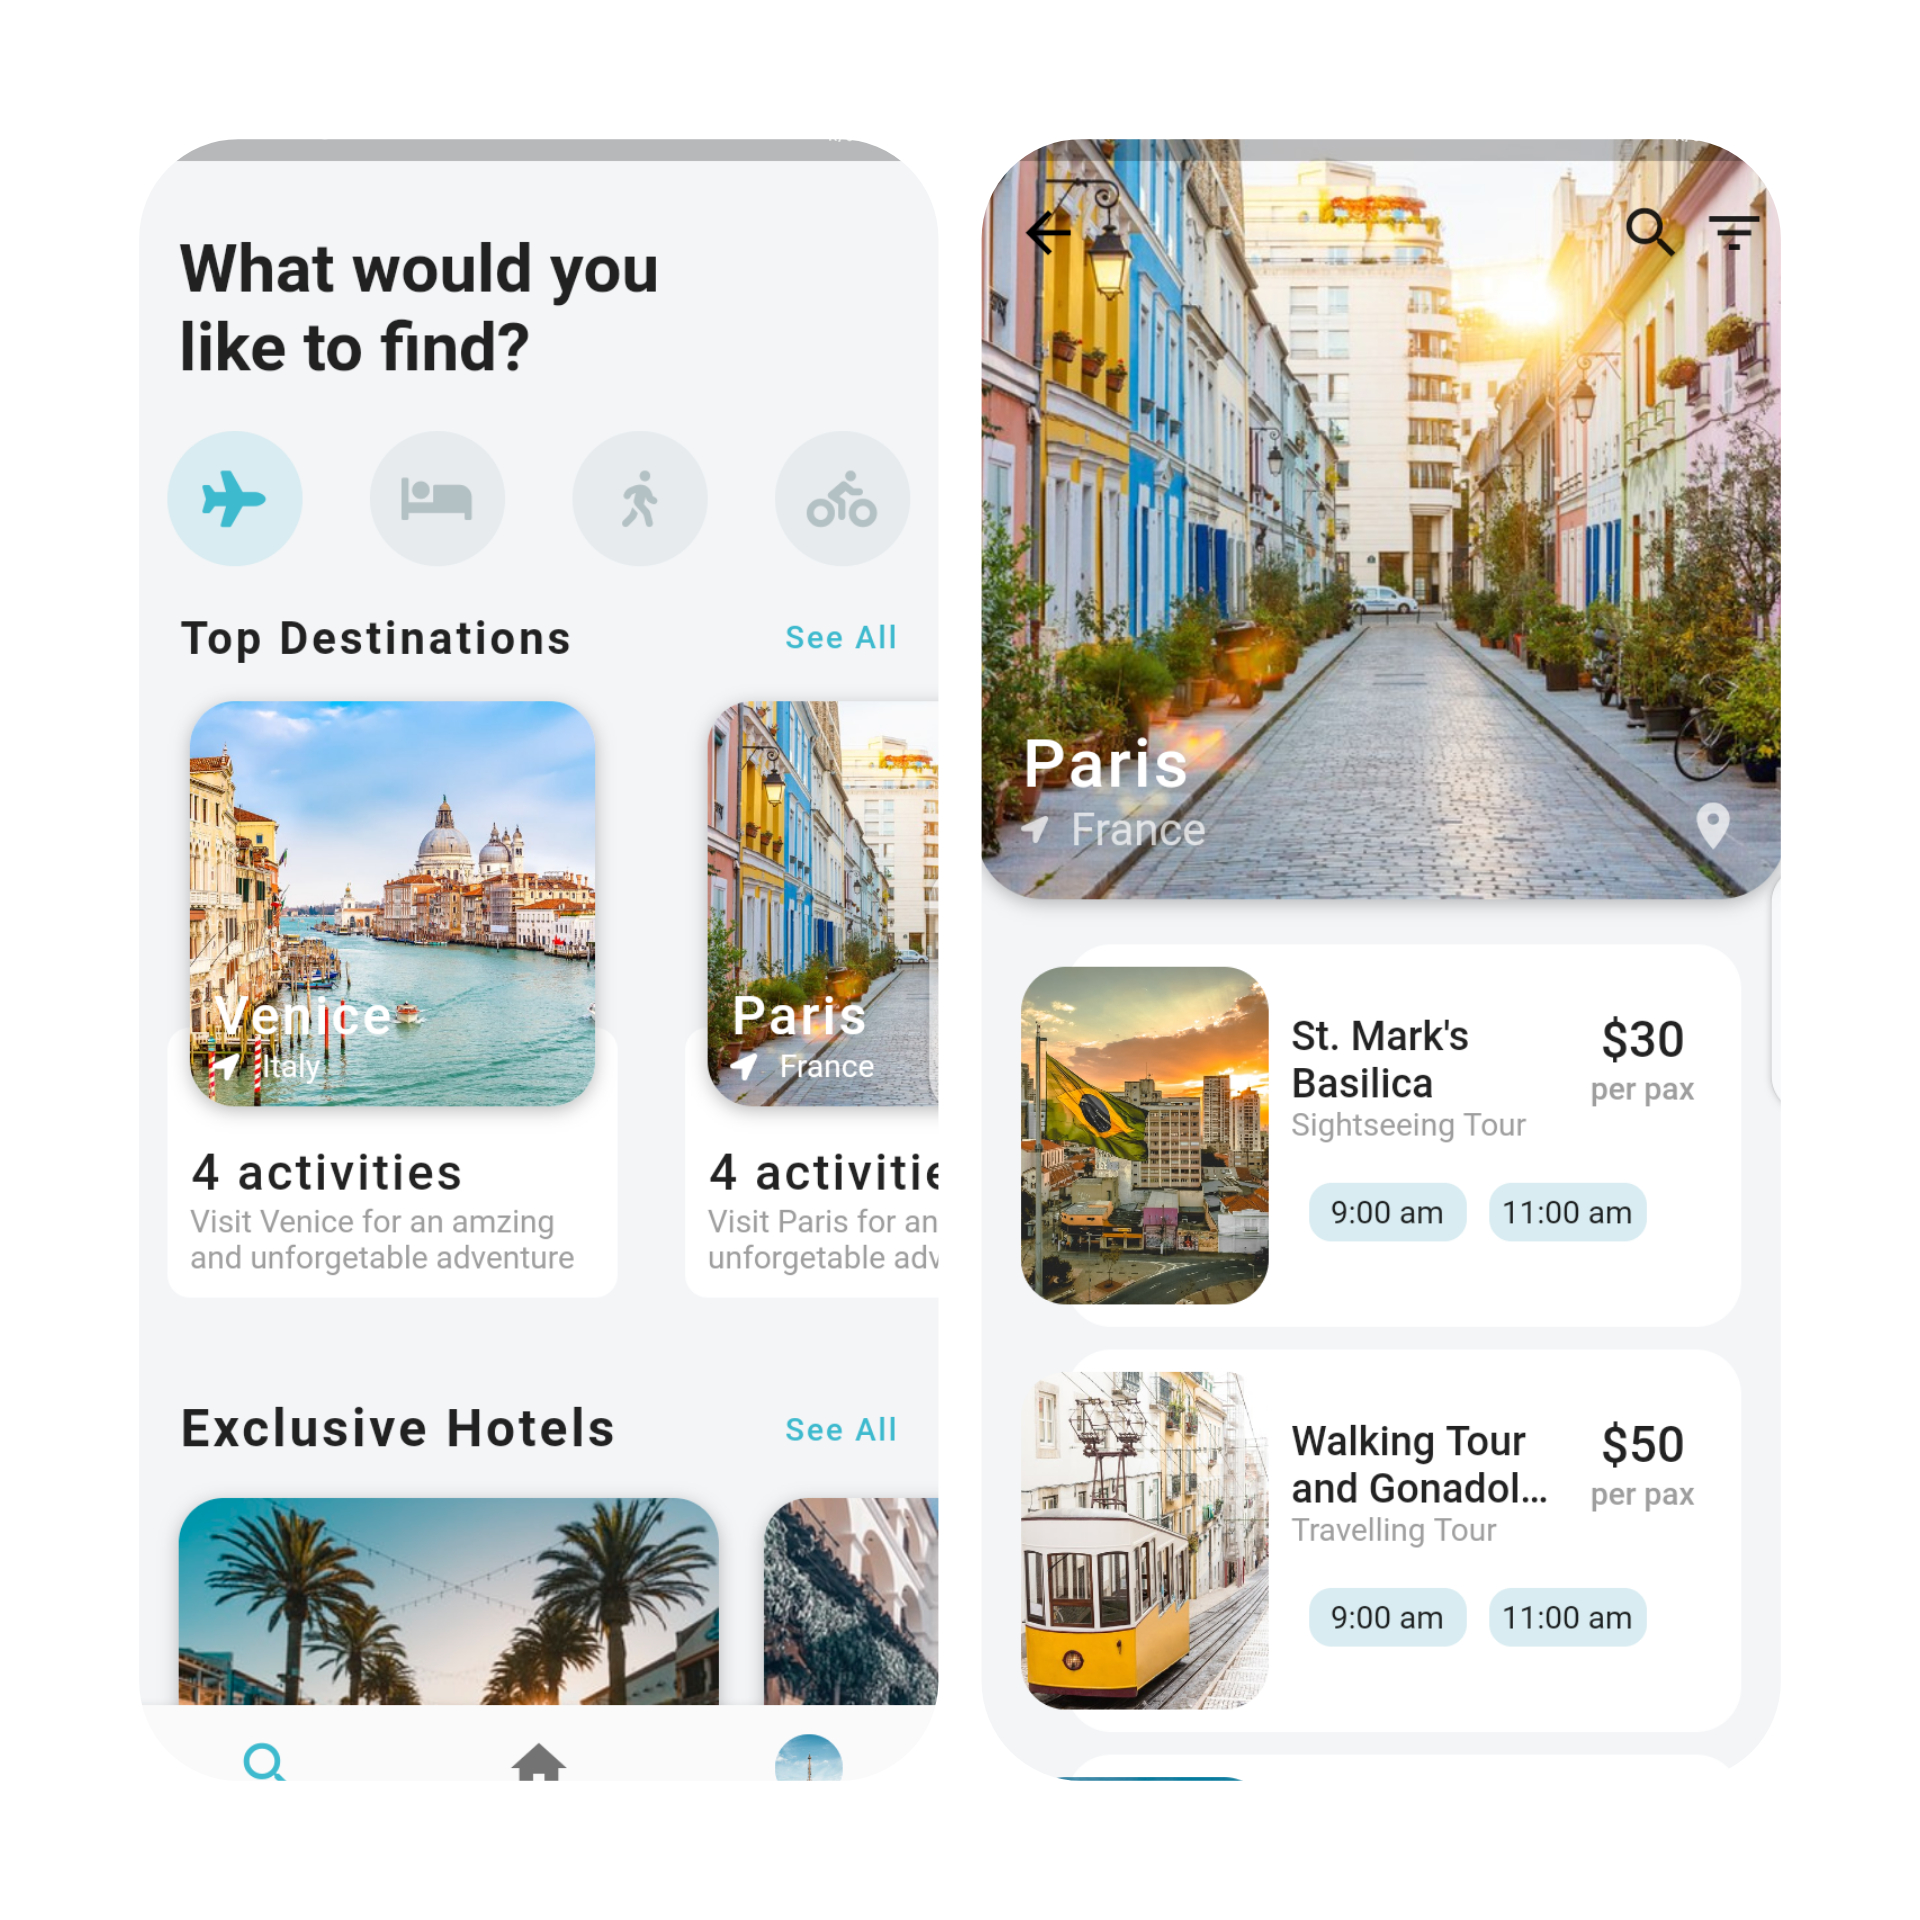 What would you
like to find?
Top Destinations
See All
Venice
Italy
4 activities
Visit Venice for an amzing
and unforgetable adventure
Paris
France
4 activitie
Visit Paris for an
unforgetable adv
Exclusive Hotels
See All
Paris
France
St. Mark's
Basilica
Sightseeing Tour
$30
per pax
9:00 am
11:00 am
Walking Tour
and Gonadol...
Travelling Tour
$50
per pax
9:00 am
11:00 am